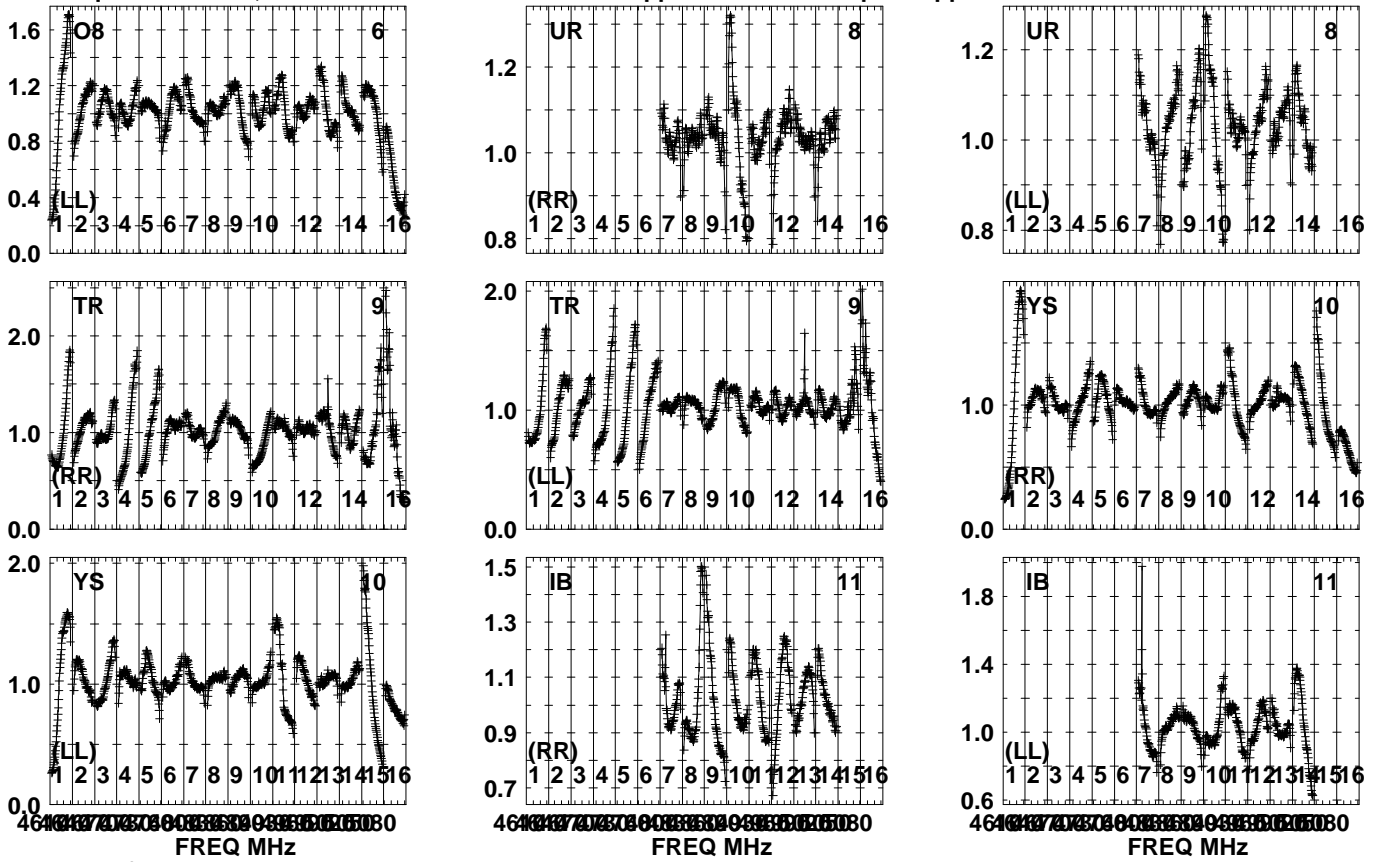 O8 6
UR 8
UR 8
1.6
1.2
0.8
0.4
0.0
(LL)
1 2 3 4 5 6 7 8 9 10 12 14 16
1.2
1.0
0.8
(RR)
1 2 3 4 5 6 7 8 9 10 12 14 16
1.2
1.0
0.8
(LL)
1 2 3 4 5 6 7 8 9 10 12 14 16
TR 9
TR 9
YS 10
2.0
1.0
0.0
(RR)
1 2 3 4 5 6 7 8 9 10 12 14 16
2.0
1.0
0.0
(LL)
1 2 3 4 5 6 7 8 9 10 12 14 16
1.0
0.0
(RR)
1 2 3 4 5 6 7 8 9 10 12 14 16
YS 10
IB 11
IB 11
2.0
1.0
0.0
(LL)
1 2 3 4 5 6 7 8 9 10 11 12 13 14 15 16
1.5
1.3
1.1
0.9
0.7
(RR)
1 2 3 4 5 6 7 8 9 10 11 12 13 14 15 16
1.8
1.4
1.0
0.6
(LL)
1 2 3 4 5 6 7 8 9 10 11 12 13 14 15 16
FREQ MHz
FREQ MHz
FREQ MHz